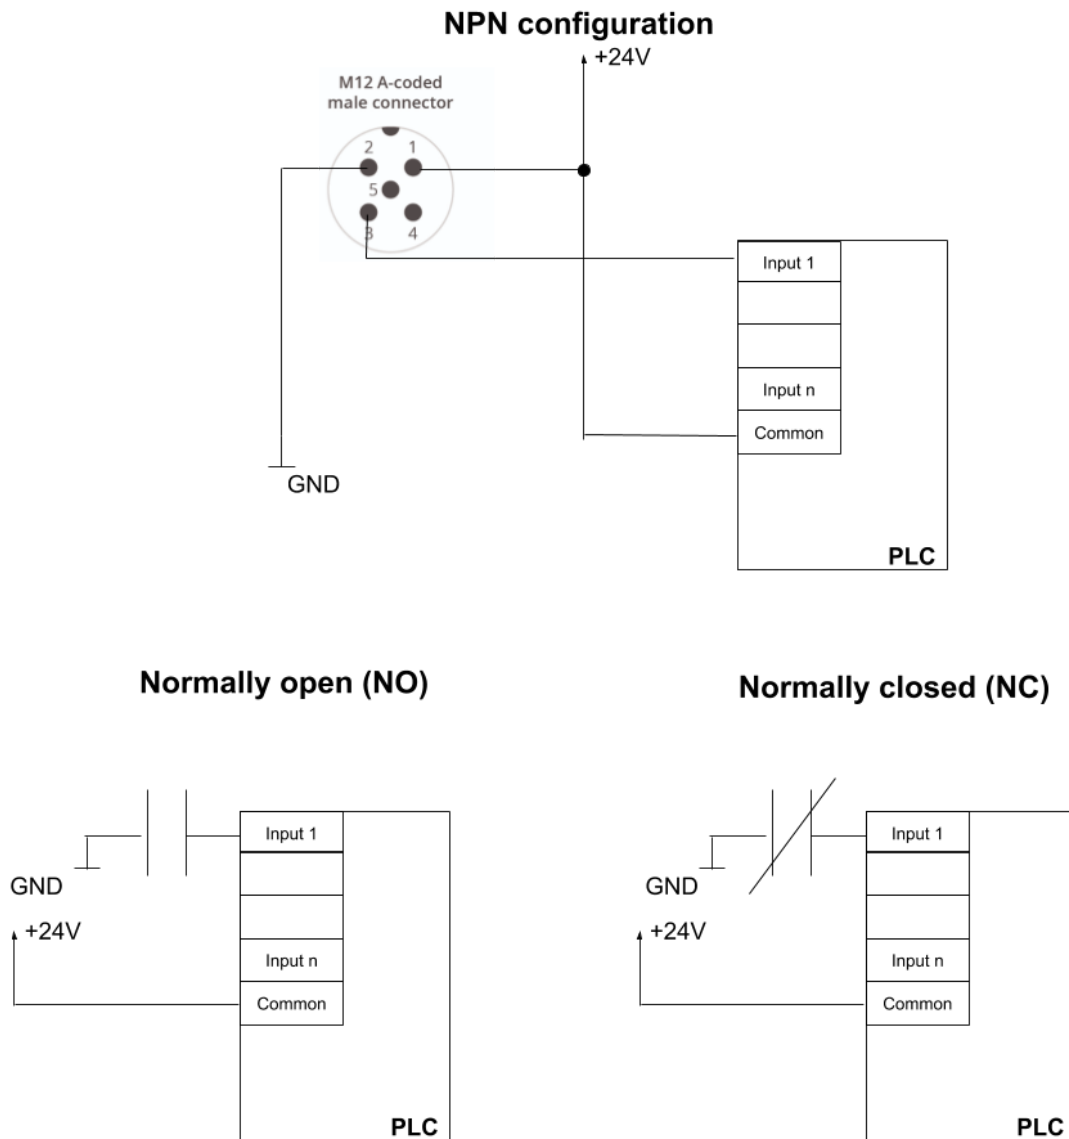 NPN configuration
+24V
M12 A-coded
male connector
2 1
5
3 4
Input 1
Input n
Common
GND
PLC
Normally open (NO)
Normally closed (NC)
Input 1
GND
+24V
Input n
Common
PLC
Input 1
GND
+24V
Input n
Common
PLC